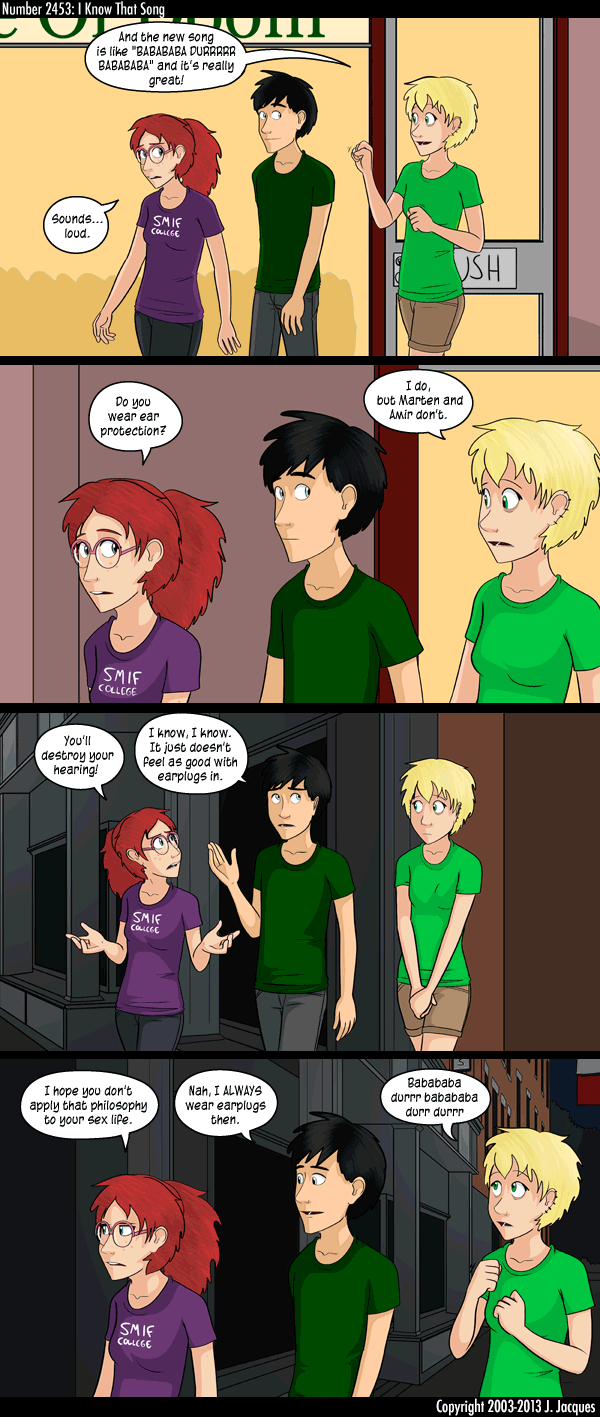 Number 2453: I Know That Song
e Of Doom
And the new song
is like "BABABABA DURRRRR
BABABABA" and it's really
great!
Sounds...
loud.
SMIF
COLLEGE
USH
Do you
wear ear
protection?
I do,
but Marten and
Amir don't.
SMIF
COLLEGE
You'll
destroy your
hearing!
I know, I know.
It just doesn't
feel as good with
earplugs in.
SMIF
COLLEGE
I hope you don't
apply that philosophy
to your sex life.
Nah, I ALWAYS
wear earplugs
then.
Babababa
durrr babababa
durr durrr
S
SMIF
COLLEGE
Copyright 2003-2013 J. Jacques